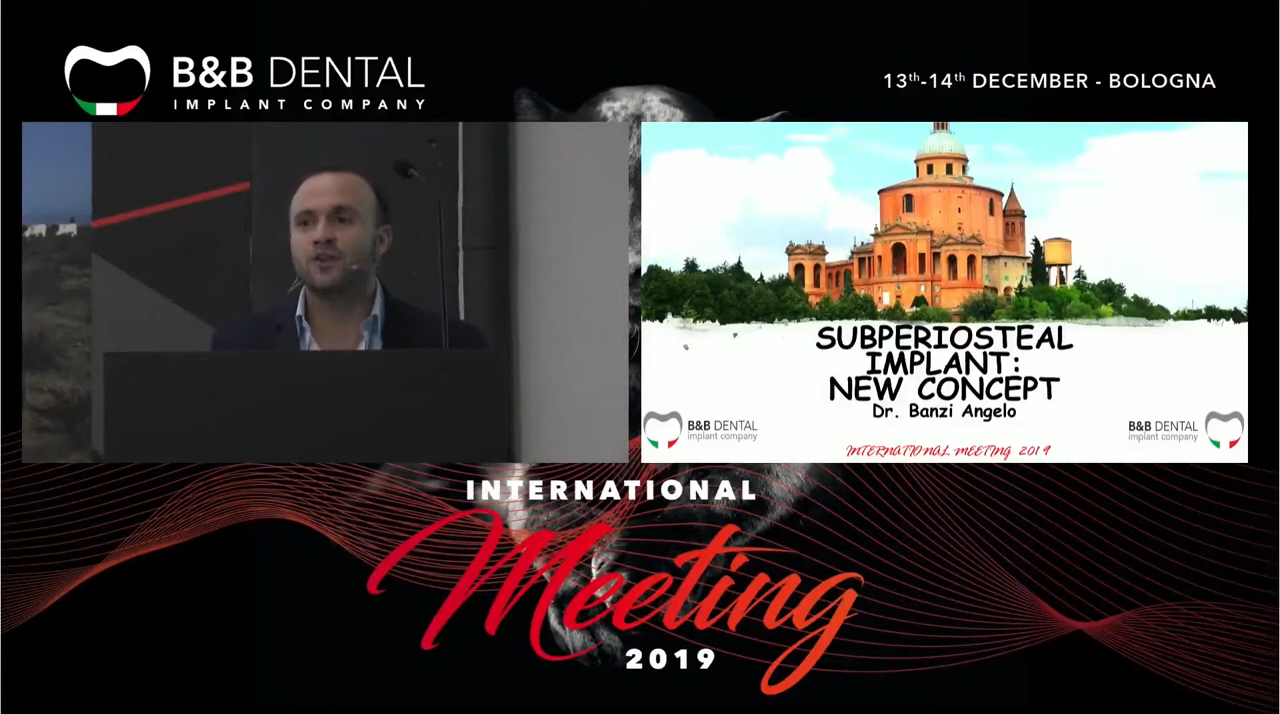 B&B DENTAL
IMPLANT COMPANY
13th-14th DECEMBER - BOLOGNA
SUBPERIOSTEAL
IMPLANT:
NEW CONCEPT
Dr. Banzi Angelo
B&B DENTAL
implant company
B&B DENTAL
implant company
INTERNATIONAL MEETING 2019
INTERNATIONAL
Meeting
2019